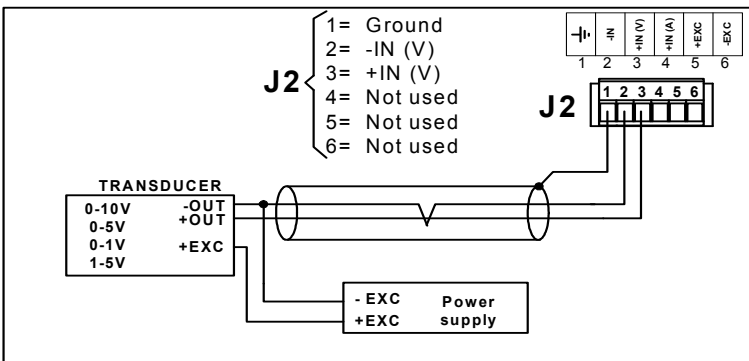 J2
1= Ground
2= -IN (V)
3= +IN (V)
4= Not used
5= Not used
6= Not used
-IN
+IN (V)
+IN (A)
+EXC
-EXC
1 2 3 4 5 6
J2
1 2 3 4 5 6
TRANSDUCER
0-10V
0-5V
0-1V
1-5V
-OUT
+OUT
+EXC
- EXC
+EXC
Power
supply